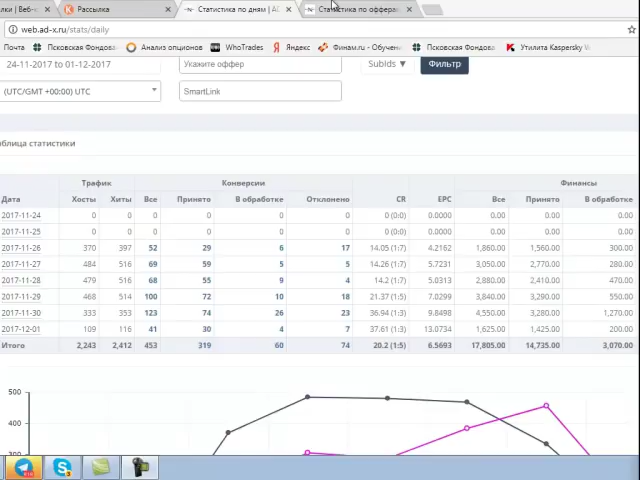 лки | Веб-с × Рассылка × Статистика по дням | AD × Статистика по офферам ×
web.ad-x.ru/stats/daily
Почта Псковская Фондова Анализ опционов WhoTrades Яндекс Финам.ru - Обучени Псковская Фондова Утилита Kaspersky V
24-11-2017 to 01-12-2017 Укажите оффер SubIds ▼ Фильтр
(UTC/GMT +00:00) UTC SmartLink
блица статистики
Трафик Конверсии Финансы
Дата Хосты Хиты Все Принято В обработке Отклонено CR EPC Все Принято В обработке
2017-11-24 0 0 0 0 0 0 0 (0:0) 0.0000 0.00 0.00 0.00
2017-11-25 0 0 0 0 0 0 0 (0:0) 0.0000 0.00 0.00 0.00
2017-11-26 370 397 52 29 6 17 14.05 (1:7) 4.2162 1,860.00 1,560.00 300.00
2017-11-27 484 516 69 59 5 5 14.26 (1:7) 5.7231 3,050.00 2,770.00 280.00
2017-11-28 479 516 68 55 9 4 14.2 (1:7) 5.0313 2,880.00 2,410.00 470.00
2017-11-29 468 514 100 72 10 18 21.37 (1:5) 7.0299 3,840.00 3,290.00 550.00
2017-11-30 333 353 123 74 26 23 36.94 (1:3) 9.8498 4,550.00 3,280.00 1,270.00
2017-12-01 109 116 41 30 4 7 37.61 (1:3) 13.0734 1,625.00 1,425.00 200.00
Итого 2,243 2,412 453 319 60 74 20.2 (1:5) 6.5693 17,805.00 14,735.00 3,070.00
500
400